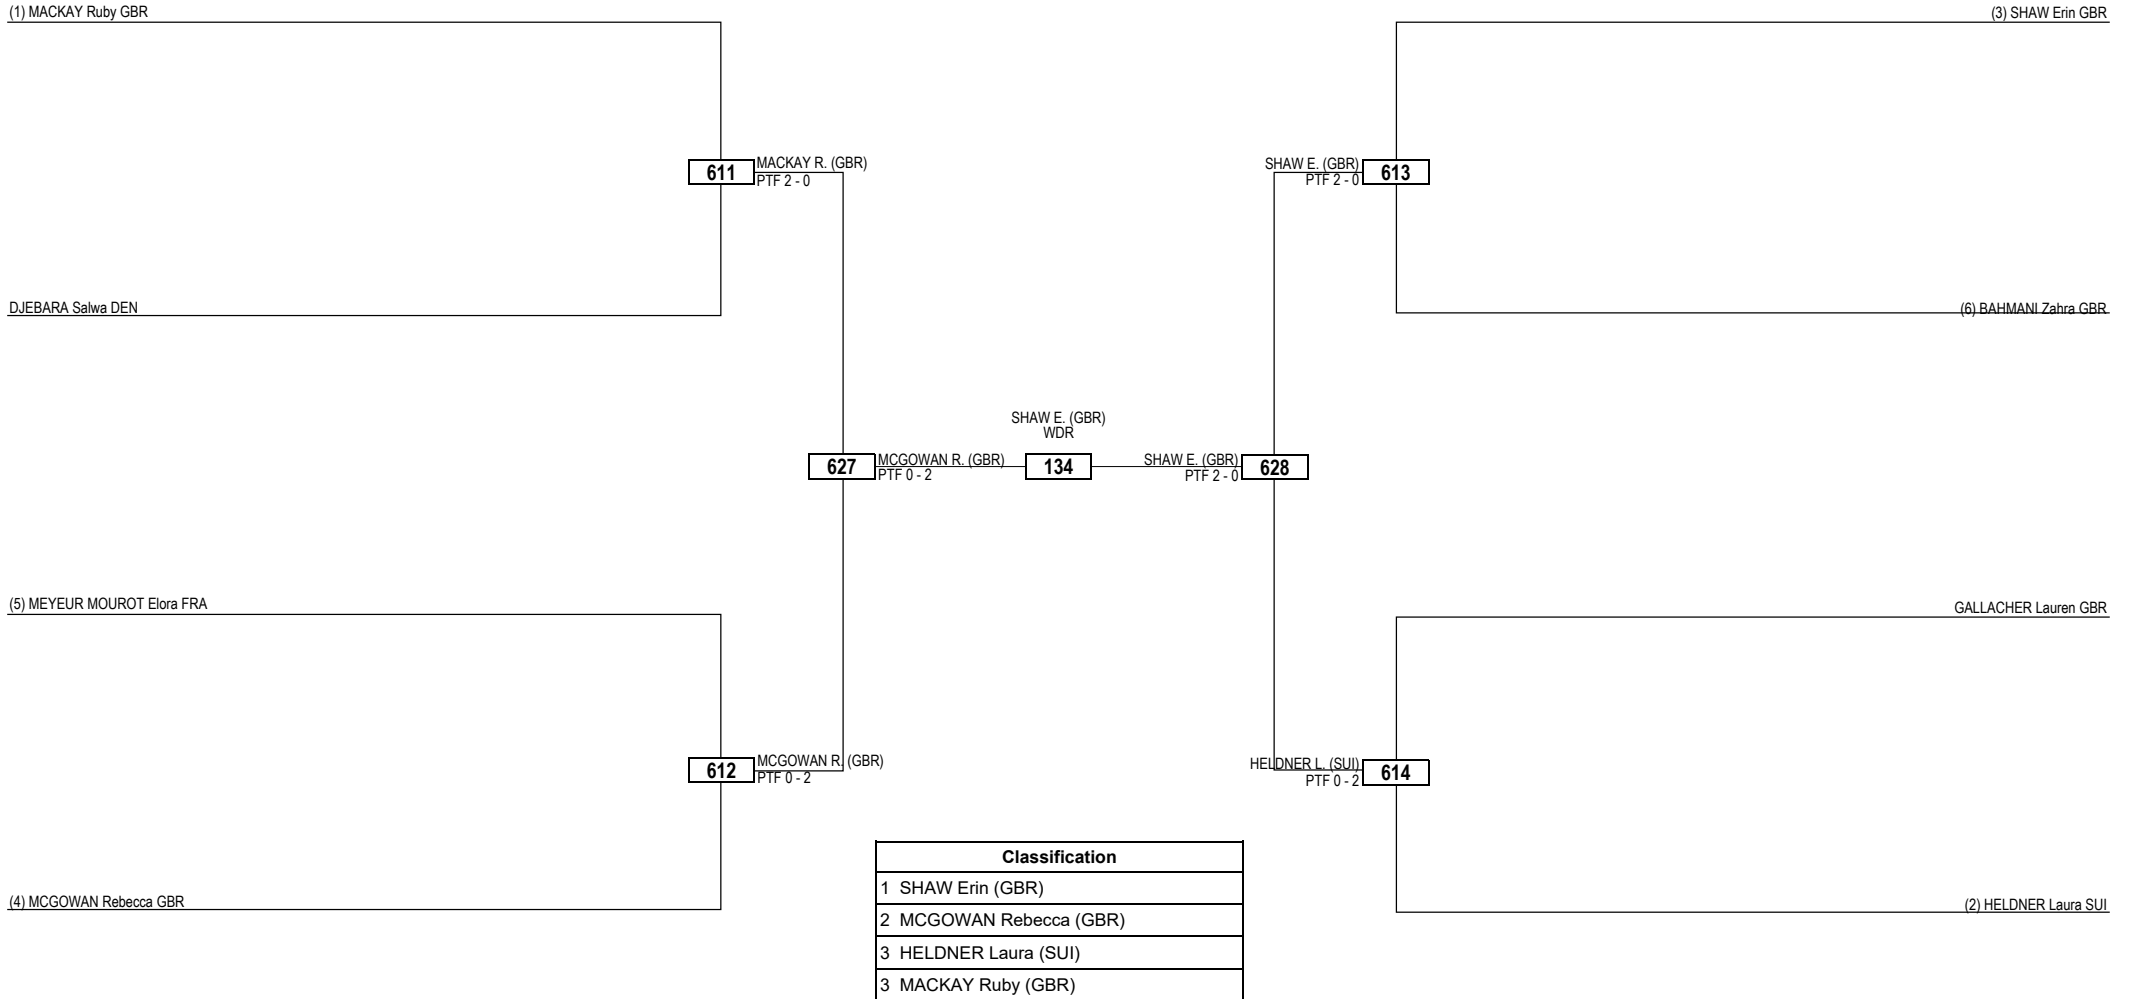 (1) MACKAY Ruby GBR
(3) SHAW Erin GBR
611
MACKAY R. (GBR)
PTF 2 - 0
SHAW E. (GBR)
PTF 2 - 0
613
DJEBARA Salwa DEN
(6) BAHMANI Zahra GBR
SHAW E. (GBR)
WDR
627
MCGOWAN R. (GBR)
PTF 0 - 2
134
SHAW E. (GBR)
PTF 2 - 0
628
(5) MEYEUR MOUROT Elora FRA
GALLACHER Lauren GBR
612
MCGOWAN R. (GBR)
PTF 0 - 2
HELDNER L. (SUI)
PTF 0 - 2
614
(4) MCGOWAN Rebecca GBR
(2) HELDNER Laura SUI
Classification
1 SHAW Erin (GBR)
2 MCGOWAN Rebecca (GBR)
3 HELDNER Laura (SUI)
3 MACKAY Ruby (GBR)